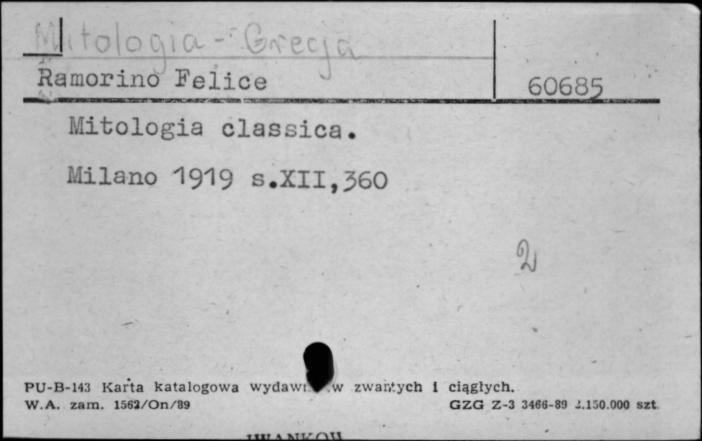 Mitologia - Grecja
Ramorino Felice 60685
Mitologia classica.
Milano 1919 s.XII,360
2
PU-B-143 Karta katalogowa zwartych i ciągłych.
W.A. zam. 1562/On/89 GZG Z-3 3466-89 2.150.000 szt.